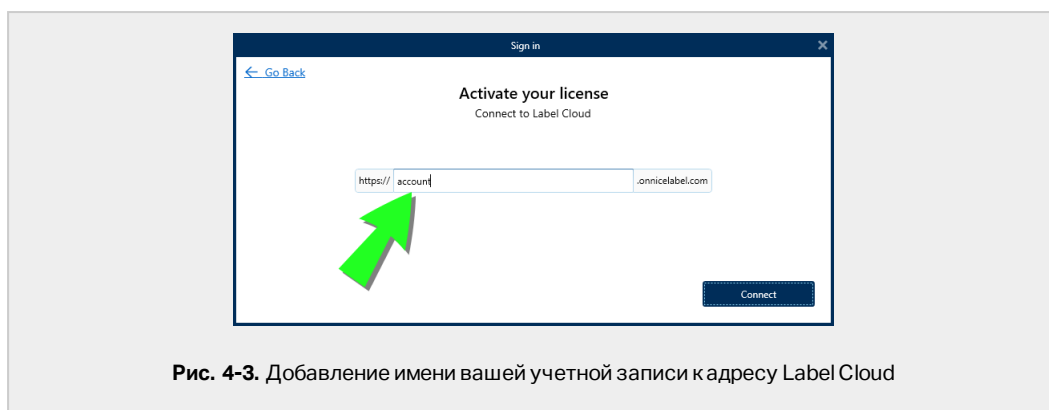 Sign in
← Go Back
Activate your license
Connect to Label Cloud
https:// account .onnicelabel.com
Connect
Рис. 4-3. Добавление имени вашей учетной записи к адресу Label Cloud